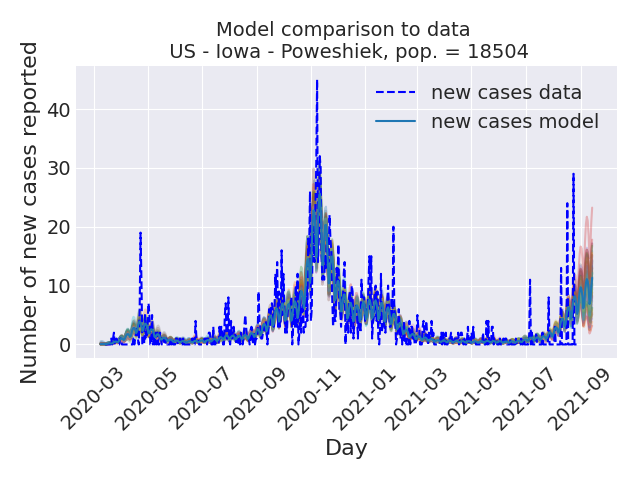 Model comparison to data
US - Iowa - Poweshiek, pop. = 18504
Number of new cases reported
40
30
20
10
0
new cases data
new cases model
2020-03
2020-05
2020-07
2020-09
2020-11
2021-01
2021-03
2021-05
2021-07
2021-09
Day